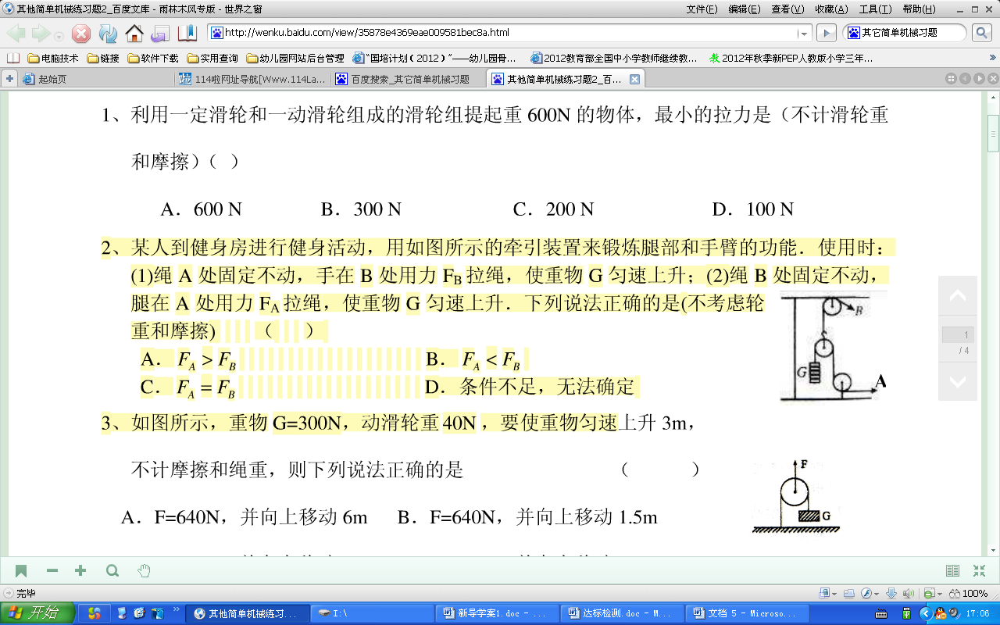 其他简单机械练习题2_百度文库 - 雨林木风专版 - 世界之窗
文件(F) 编辑(E) 查看(V) 收藏(A) 工具(T) 帮助(H)
http://wenku.baidu.com/view/35878e4369eae009581bec8a.html
其它简单机械习题
电脑技术 链接 软件下载 实用查询 幼儿园网站后台管理 “国培计划（2012）”——幼儿园骨... 2012教育部全国中小学教师继续教... 2012年秋季新PEP人教版小学三年...
起始页 114啦网址导航[Www.114La... 百度搜索_其它简单机械习题 其他简单机械练习题2_百...
1、利用一定滑轮和一动滑轮组成的滑轮组提起重 600N 的物体，最小的拉力是（不计滑轮重
和摩擦）（ ）
A．600 N B．300 N C．200 N D．100 N
2、某人到健身房进行健身活动，用如图所示的牵引装置来锻炼腿部和手臂的功能．使用时：
(1)绳 A 处固定不动，手在 B 处用力 FB 拉绳，使重物 G 匀速上升；(2)绳 B 处固定不动，
腿在 A 处用力 FA 拉绳，使重物 G 匀速上升．下列说法正确的是(不考虑轮
重和摩擦) （ ）
A． FA > FB B． FA < FB
C． FA = FB D．条件不足，无法确定
B
G
A
3、如图所示，重物 G=300N，动滑轮重 40N ，要使重物匀速上升 3m，
不计摩擦和绳重，则下列说法正确的是 （ ）
A．F=640N，并向上移动 6m B．F=640N，并向上移动 1.5m
F
G
1
/ 4
完毕
100%
开始 其他简单机械练习... I:\ 新导学案1.doc - ... 达标检测.doc - M... 文档 5 - Microso...
17:06